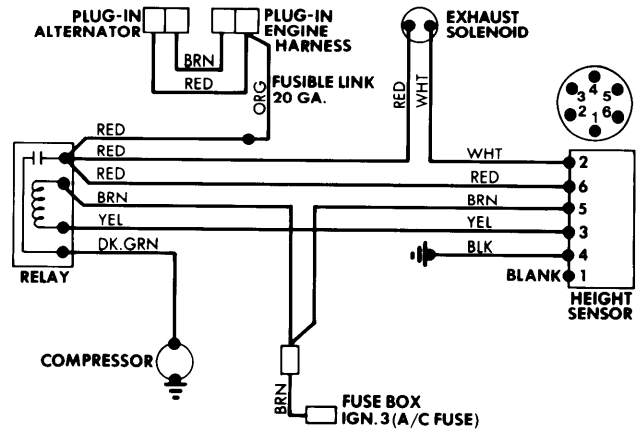 PLUG-IN
ALTERNATOR
PLUG-IN
ENGINE
HARNESS
EXHAUST
SOLENOID
BRN
RED
ORG
FUSIBLE LINK
20 GA.
RED
WHT
3 4 5
2 1 6
RED
RED
RED
BRN
YEL
DK.GRN
RELAY
WHT 2
RED 6
BRN 5
YEL 3
BLK 4
BLANK 1
HEIGHT
SENSOR
COMPRESSOR
BRN
FUSE BOX
IGN. 3 (A/C FUSE)